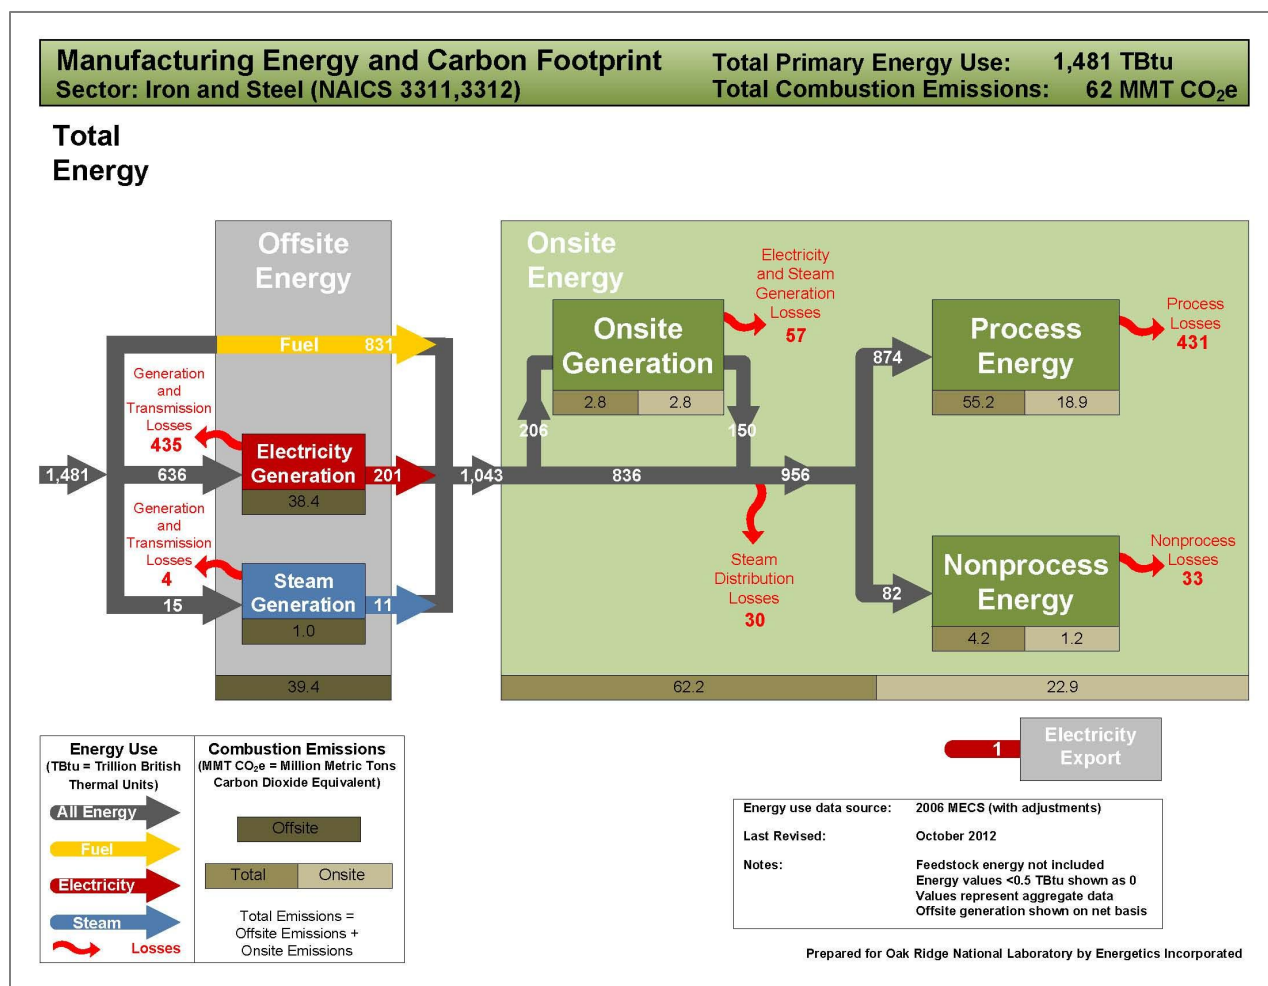 Manufacturing Energy and Carbon Footprint
Sector: Iron and Steel (NAICS 3311,3312)
Total Primary Energy Use: 1,481 TBtu
Total Combustion Emissions: 62 MMT CO₂e
Total
Energy
Offsite
Energy
Fuel 831
Generation
and
Transmission
Losses
435
1,481
636
Electricity
Generation
201
38.4
Generation
and
Transmission
Losses
4
15
Steam
Generation
11
1.0
39.4
1,043
Onsite
Energy
Electricity
and Steam
Generation
Losses
57
Onsite
Generation
2.8 2.8
206
150
836
956
Steam
Distribution
Losses
30
874
Process
Energy
55.2 18.9
Process
Losses
431
82
Nonprocess
Energy
4.2 1.2
Nonprocess
Losses
33
62.2 22.9
1
Electricity
Export
Energy Use
(TBtu = Trillion British
Thermal Units)
All Energy
Fuel
Electricity
Steam
Losses
Combustion Emissions
(MMT CO₂e = Million Metric Tons
Carbon Dioxide Equivalent)
Offsite
Total Onsite
Total Emissions =
Offsite Emissions +
Onsite Emissions
Energy use data source: 2006 MECS (with adjustments)
Last Revised: October 2012
Notes: Feedstock energy not included
Energy values <0.5 TBtu shown as 0
Values represent aggregate data
Offsite generation shown on net basis
Prepared for Oak Ridge National Laboratory by Energetics Incorporated